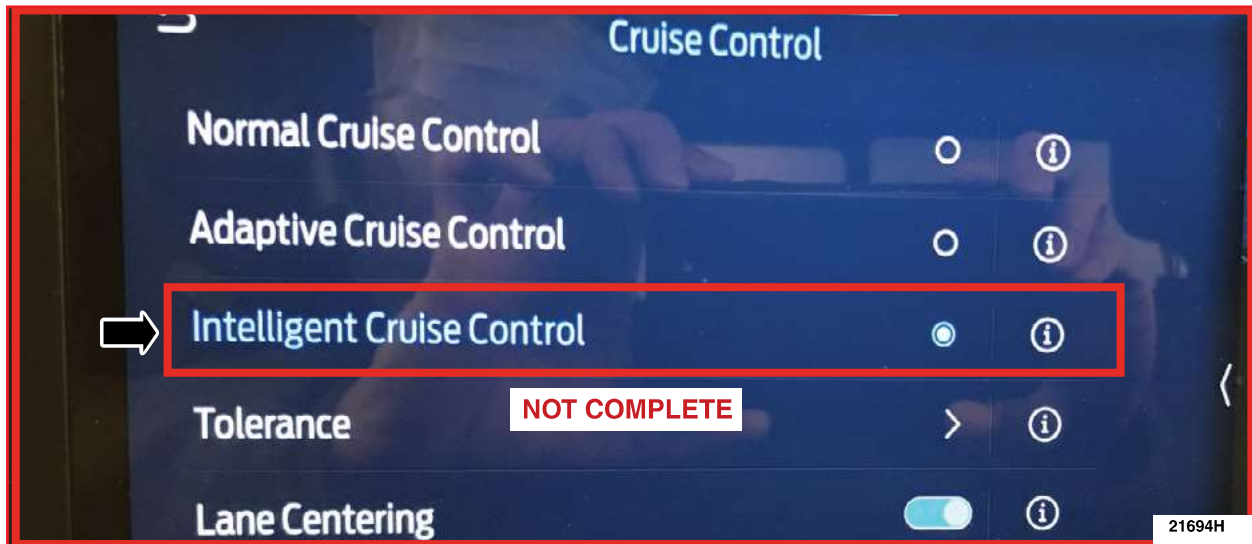 Cruise Control
Normal Cruise Control
Adaptive Cruise Control
Intelligent Cruise Control
NOT COMPLETE
Tolerance
Lane Centering
21694H